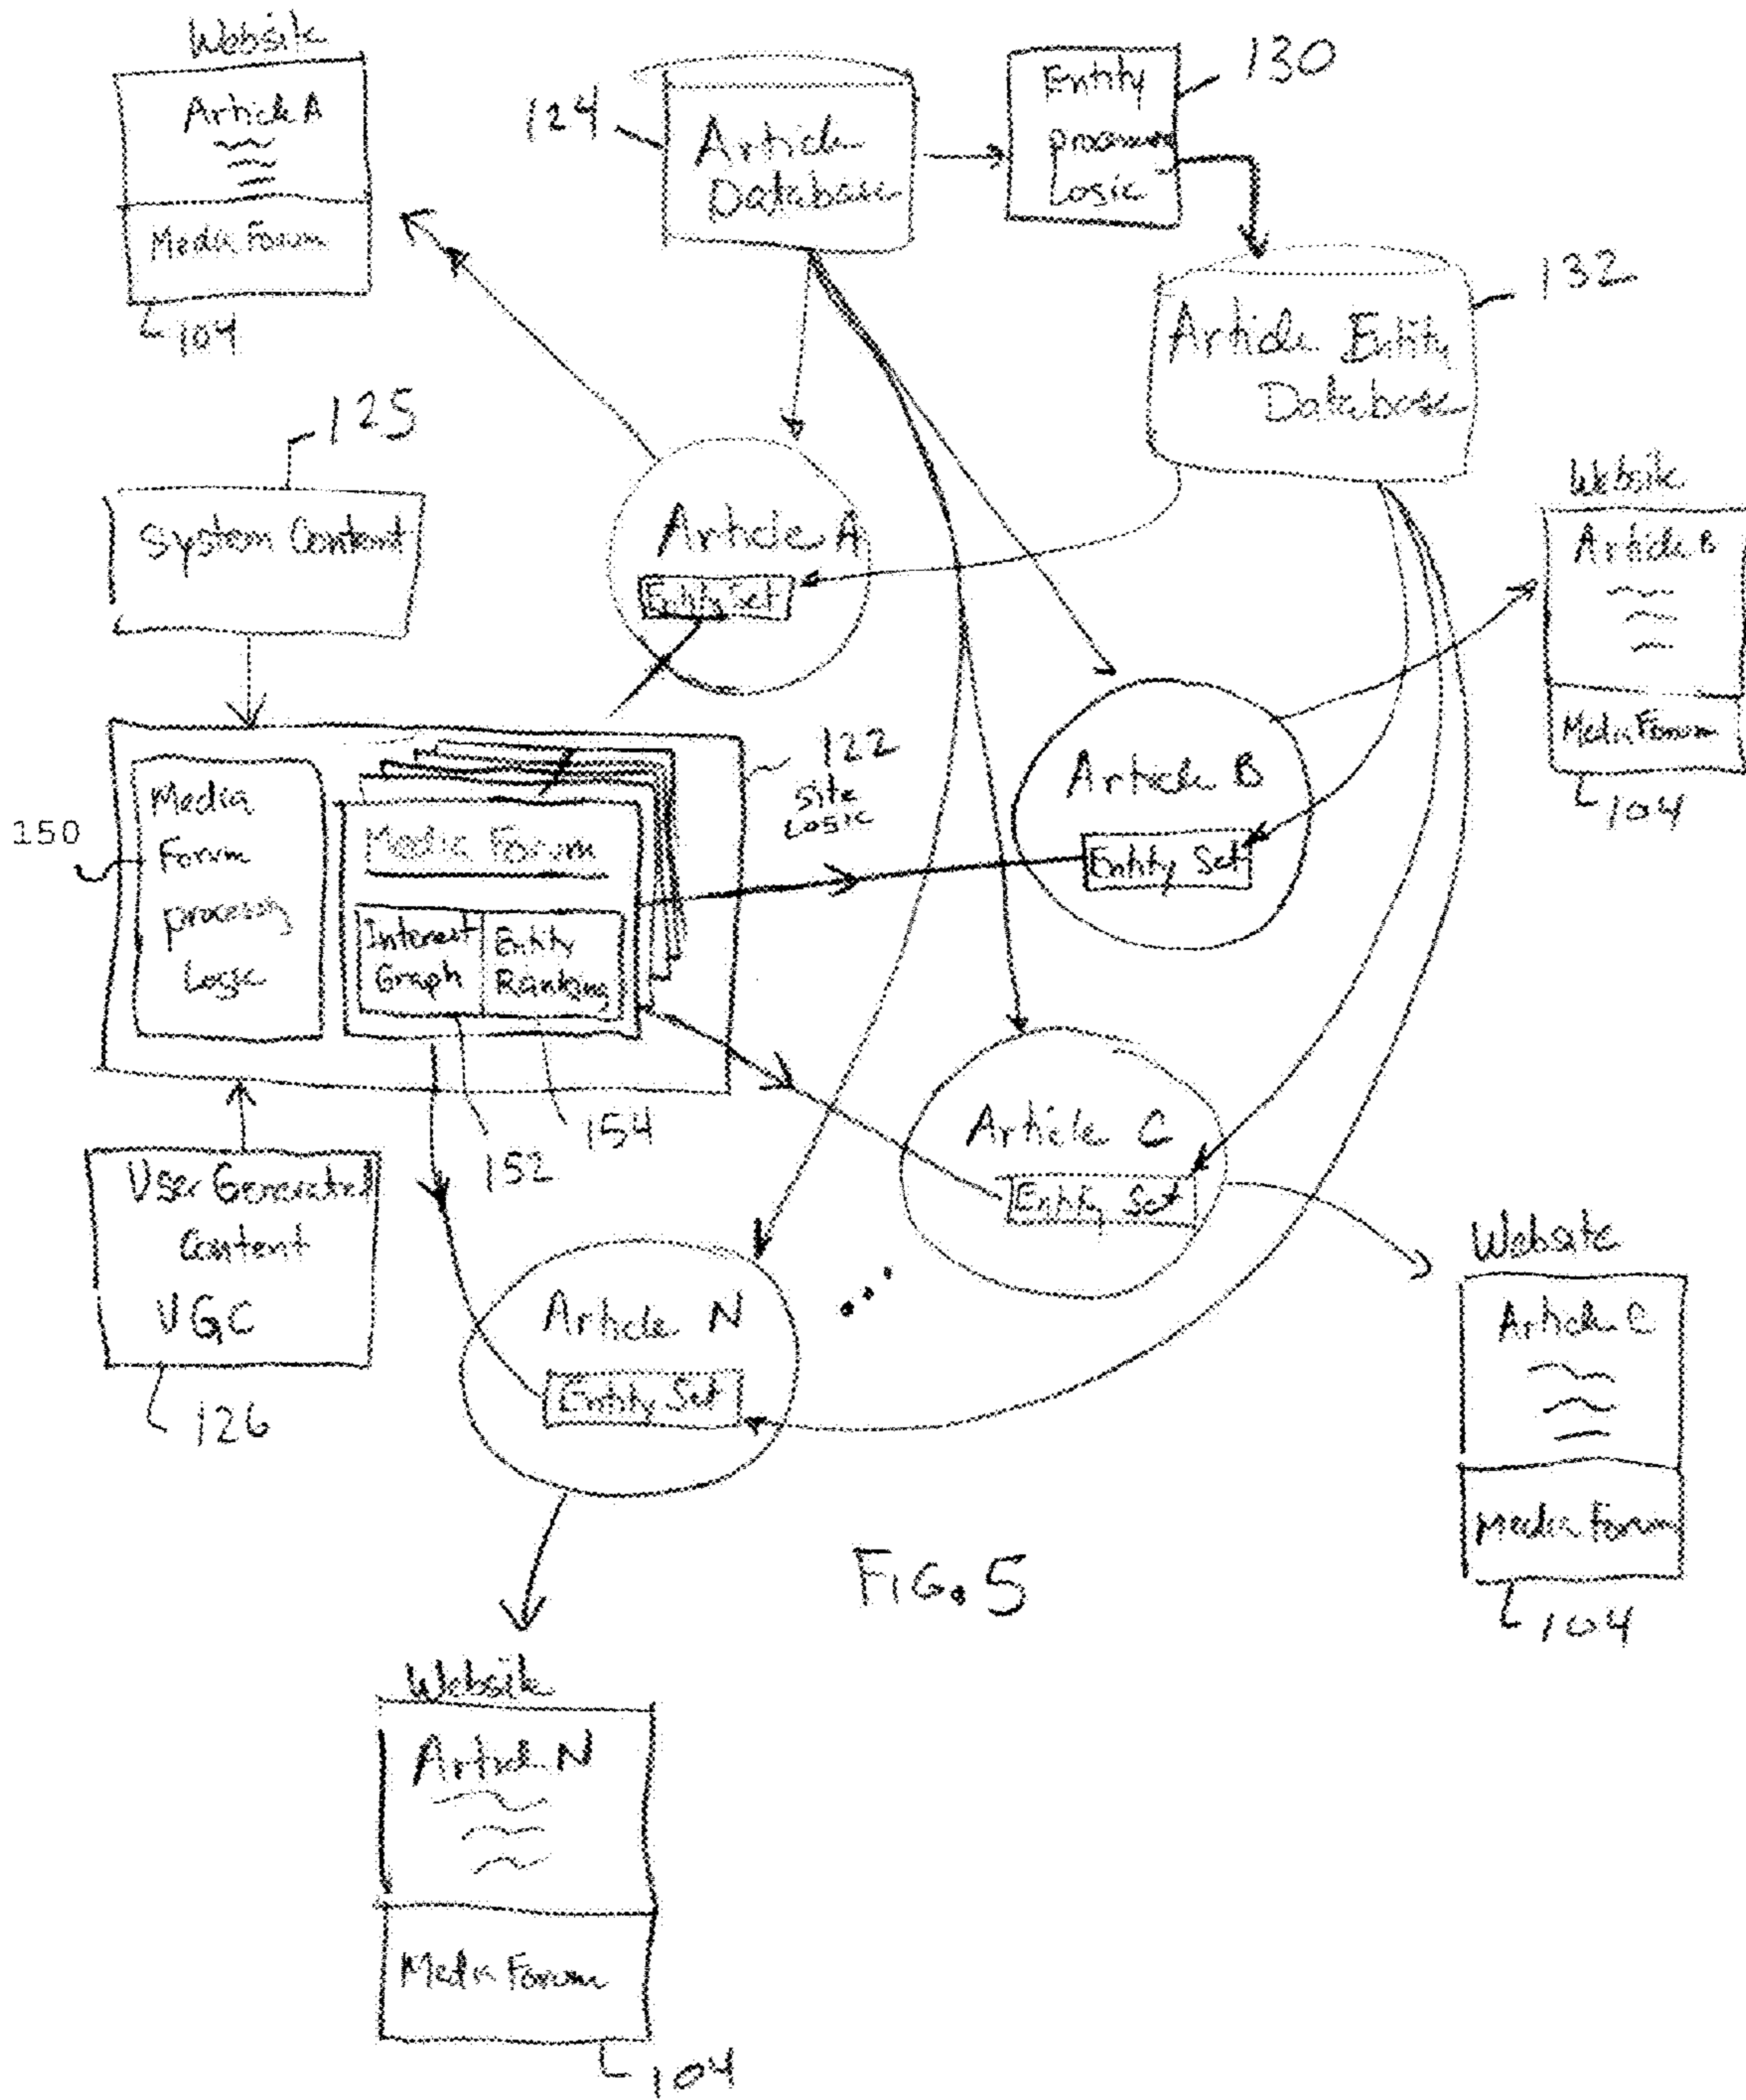 Website
Article A
Media Forum
104
124
Article
Database
130
Entity
Processing
Logic
132
Article Entity
Database
125
System Content
Article A
Entity Set
Website
Article B
Media Forum
104
150
Media
Forum
processing
Logic
Media Forum
Interest
Graph
Entity
Ranking
122
Site
Logic
Article B
Entity Set
152
154
User Generated
Content
UGC
126
Article C
Entity Set
Article N
Entity Set
Website
Article C
Media Forum
104
FIG. 5
Website
Article N
Media Forum
104